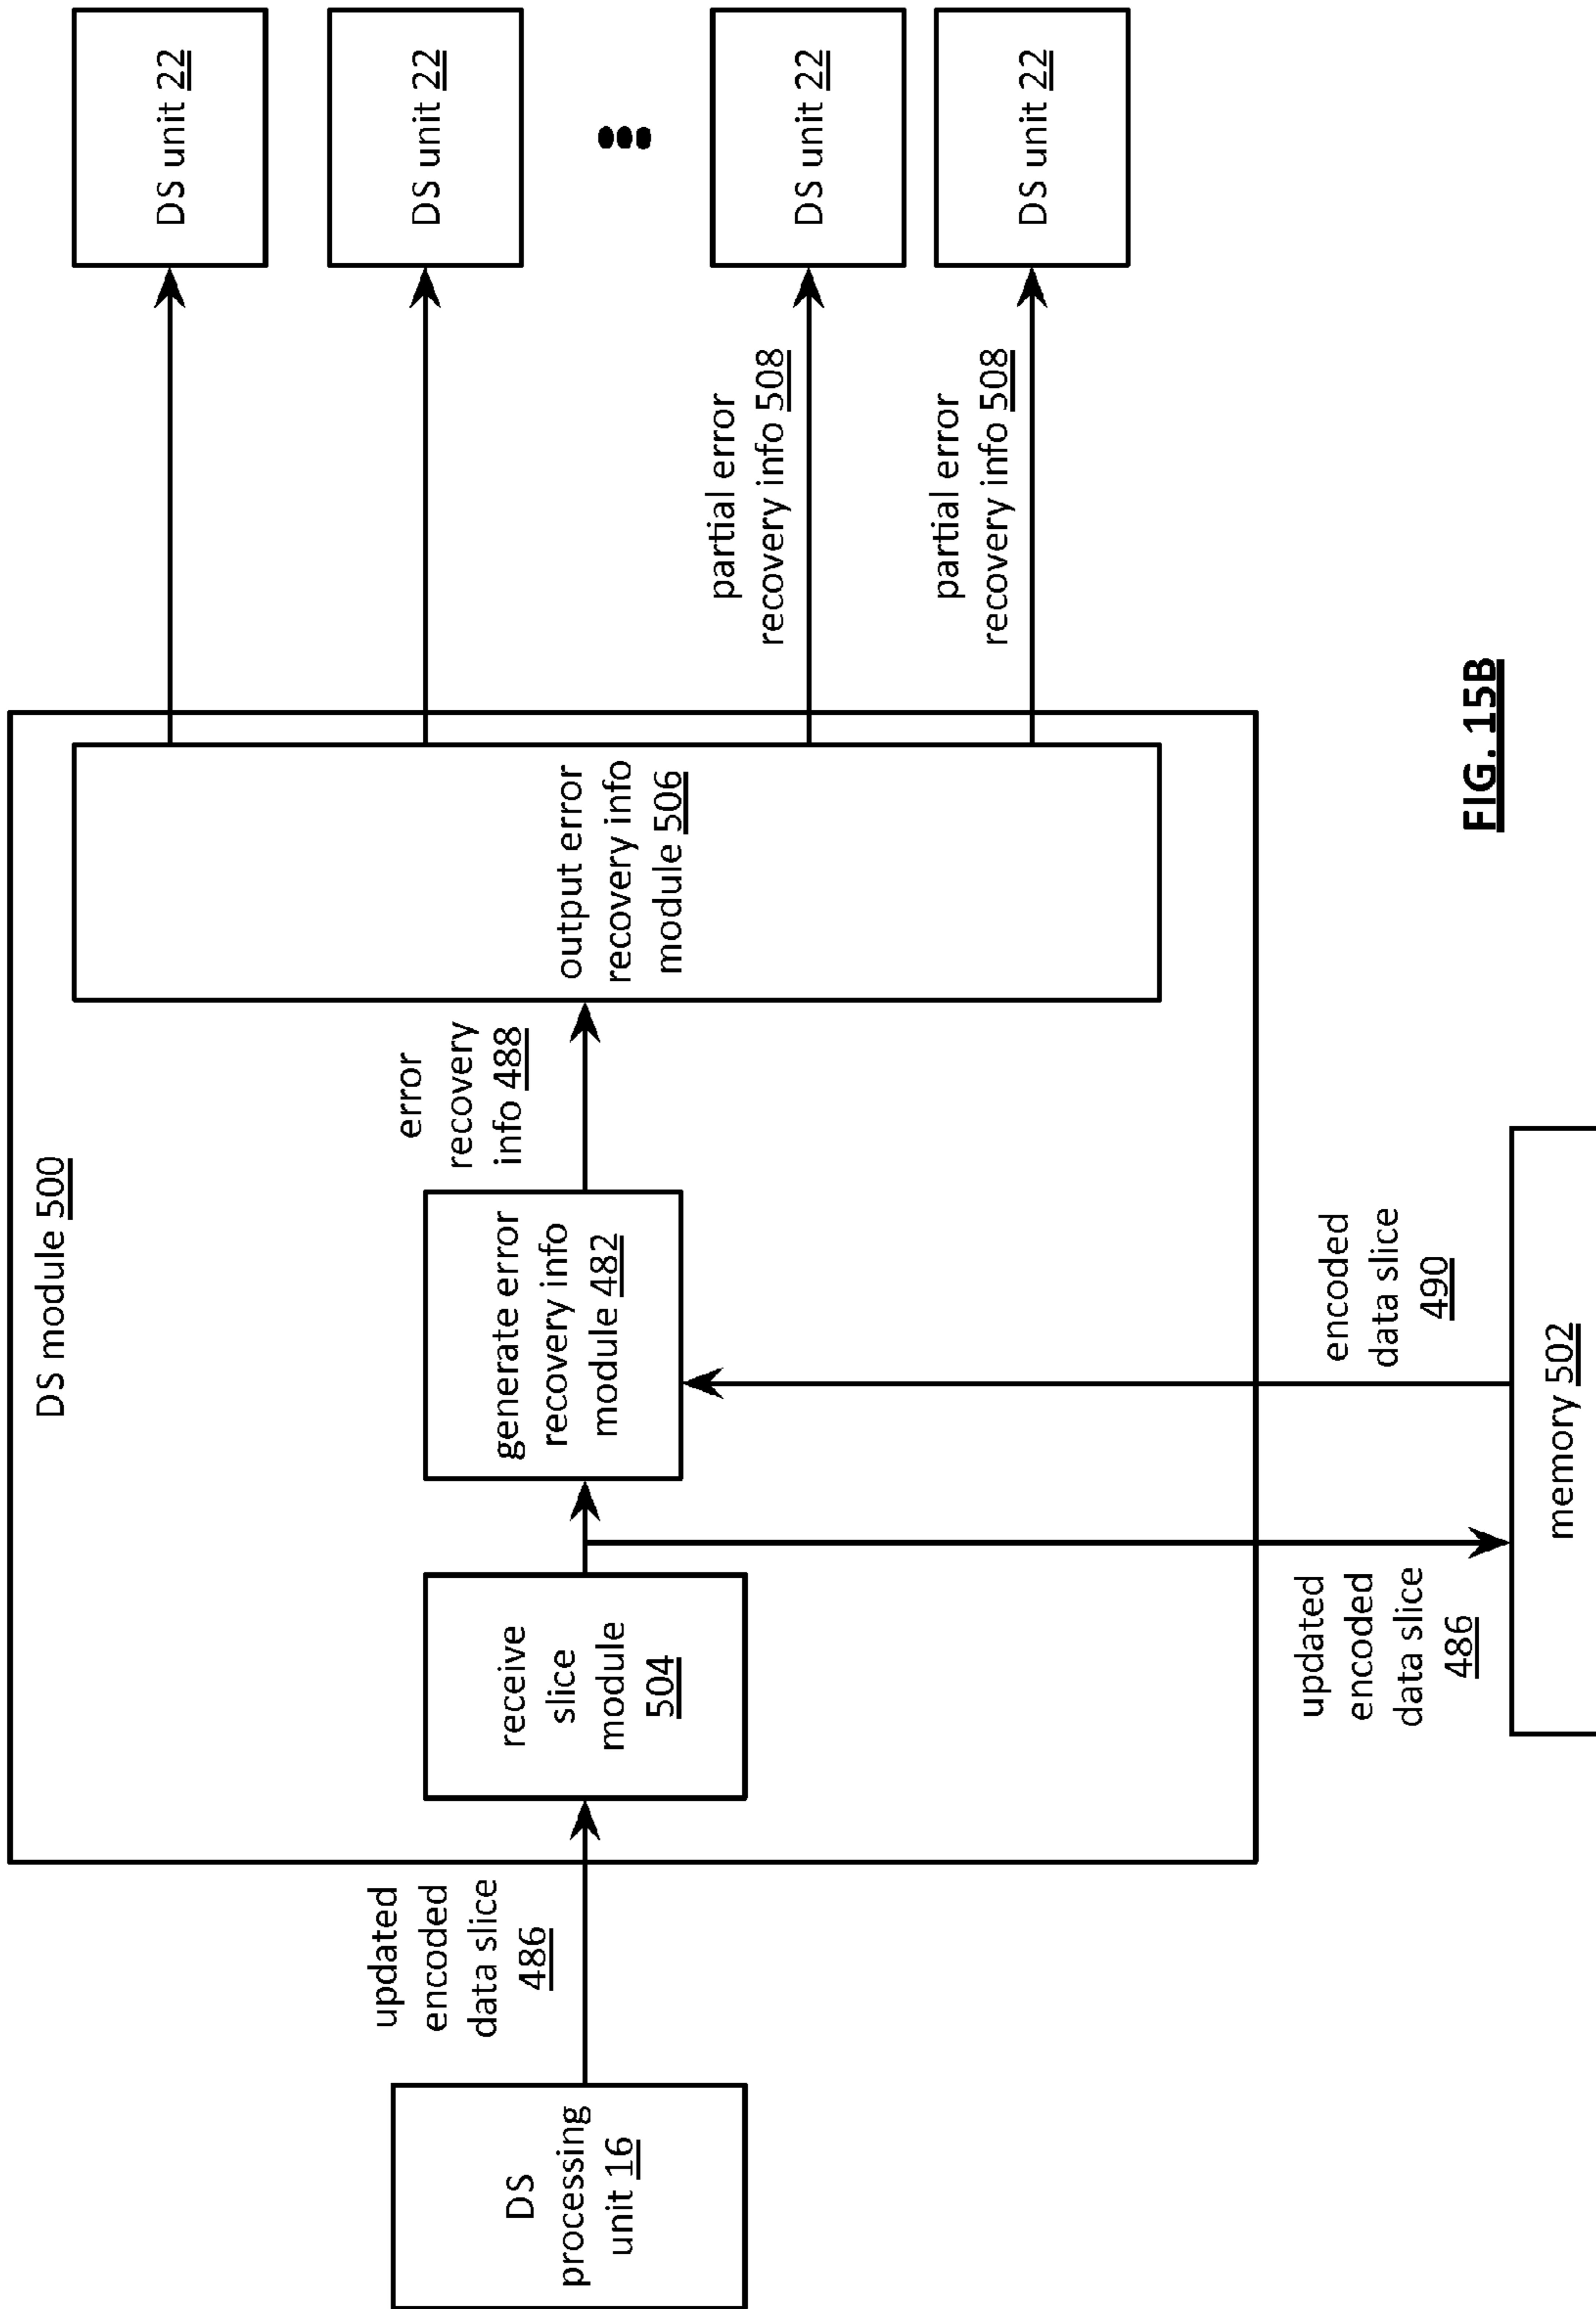 DS module 500
DS
processing
unit 16
updated
encoded
data slice
486
receive
slice
module
504
generate error
recovery info
module 482
error
recovery
info 488
output error
recovery info
module 506
DS unit 22
DS unit 22
partial error
recovery info 508
DS unit 22
partial error
recovery info 508
DS unit 22
updated
encoded
data slice
486
encoded
data slice
490
memory 502
FIG. 15B